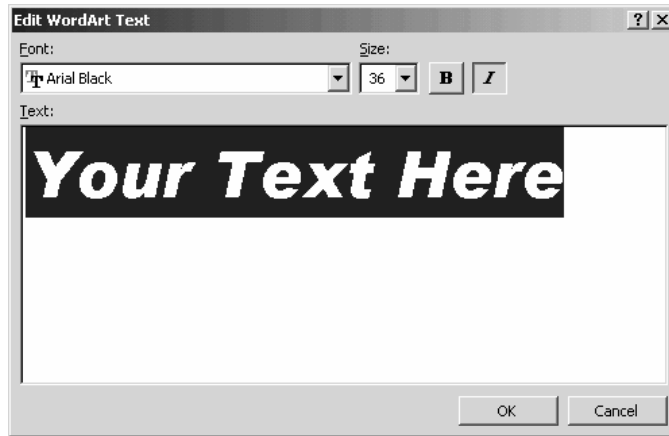 Edit WordArt Text ? X
Font: Size:
Arial Black 36 B I
Text:
Your Text Here
OK Cancel